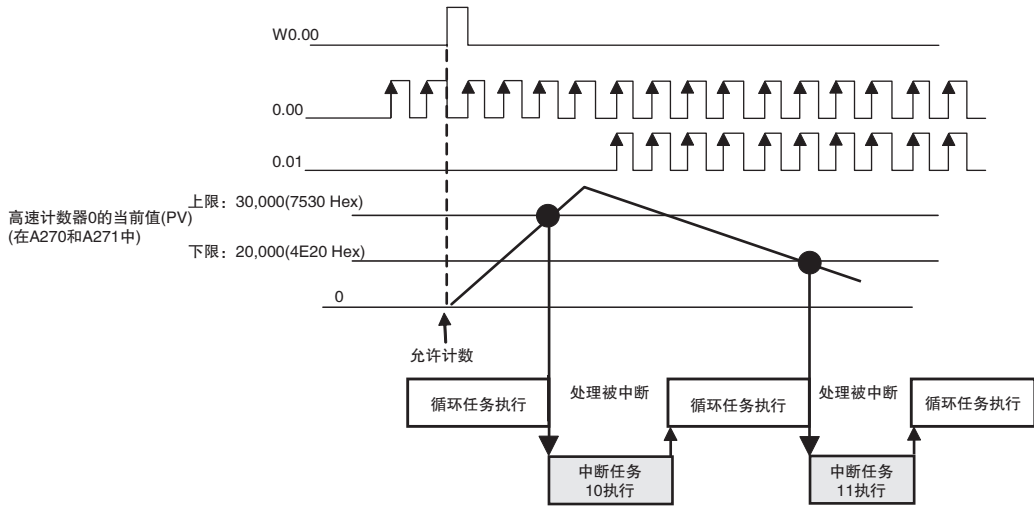 W0.00
0.00
0.01
高速计数器0的当前值(PV)
(在A270和A271中)
上限：30,000(7530 Hex)
下限：20,000(4E20 Hex)
0
允许计数
循环任务执行
处理被中断
循环任务执行
处理被中断
循环任务执行
中断任务
10执行
中断任务
11执行